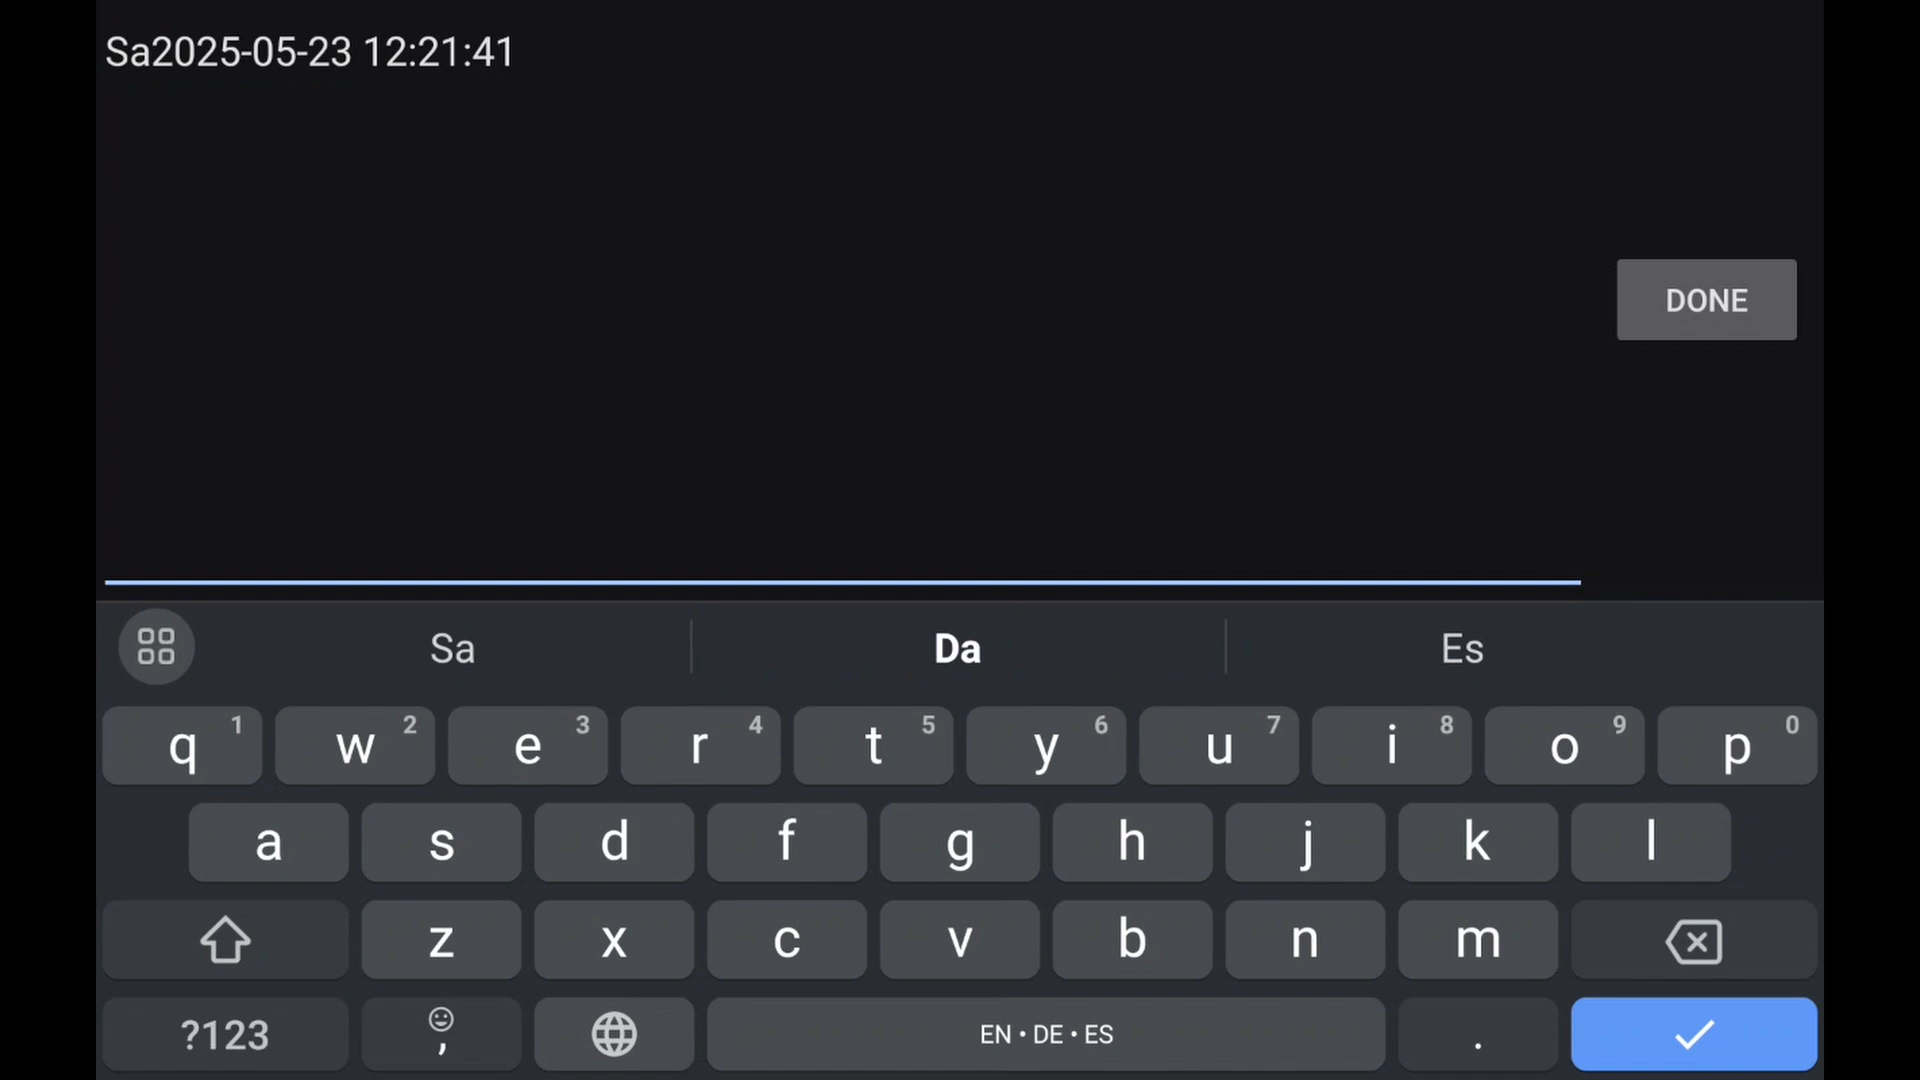 Sa2025-05-23 12:21:41
DONE
Sa Da Es
q 1 w 2 e 3 r 4 t 5 y 6 u 7 i 8 o 9 p 0
a s d f g h j k l
z x c v b n m
?123 , EN • DE • ES .